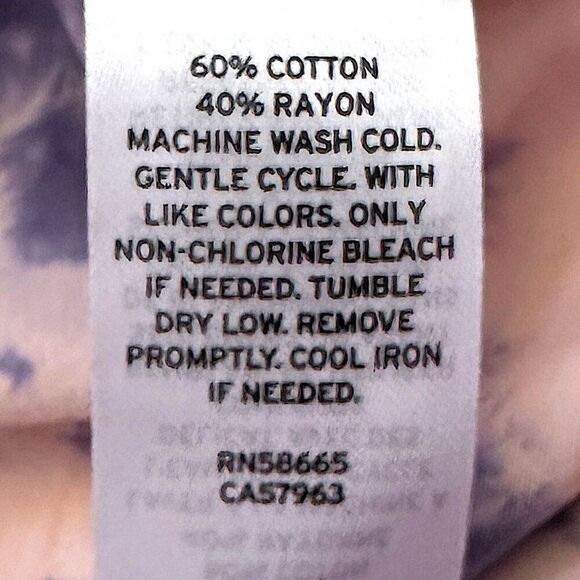 60% COTTON
40% RAYON
MACHINE WASH COLD.
GENTLE CYCLE. WITH
LIKE COLORS. ONLY
NON-CHLORINE BLEACH
IF NEEDED. TUMBLE
DRY LOW. REMOVE
PROMPTLY. COOL IRON
IF NEEDED.
RN58665
CA57963